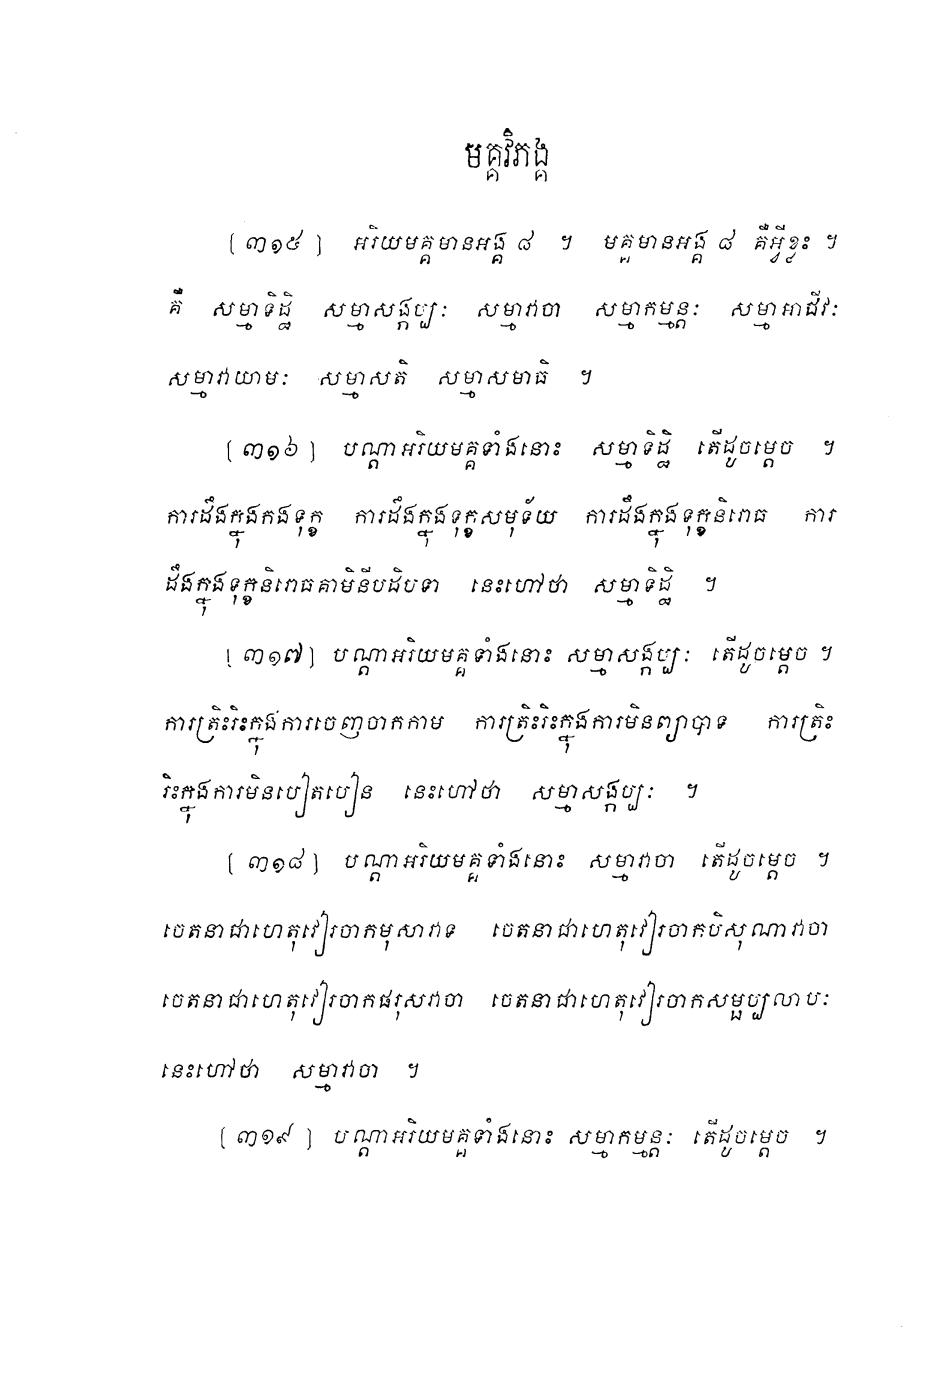 មគ្គវិភង្គ
[ ៣១៥ ] អរិយមគ្គមានអង្គ ៨ ។ មគ្គមានអង្គ ៨ គឺអ្វីខ្លះ ។
គឺ សម្មាទិដ្ឋិ សម្មាសង្កប្បៈ សម្មាវាចា សម្មាកម្មន្តៈ សម្មាអាជីវៈ
សម្មាវាយាមៈ សម្មាសតិ សម្មាសមាធិ ។
[ ៣១៦ ] បណ្តាអរិយមគ្គទាំងនោះ សម្មាទិដ្ឋិ តើដូចម្តេច ។
ការដឹងក្នុងកងទុក្ខ ការដឹងក្នុងទុក្ខសមុទ័យ ការដឹងក្នុងទុក្ខនិរោធ ការ
ដឹងក្នុងទុក្ខនិរោធគាមិនីបដិបទា នេះហៅថា សម្មាទិដ្ឋិ ។
[ ៣១៧ ] បណ្តាអរិយមគ្គទាំងនោះ សម្មាសង្កប្បៈ តើដូចម្តេច ។
ការត្រិះរិះក្នុងការចេញចាកកាម ការត្រិះរិះក្នុងការមិនព្យាបាទ ការត្រិះ
រិះក្នុងការមិនបៀតបៀន នេះហៅថា សម្មាសង្កប្បៈ ។
[ ៣១៨ ] បណ្តាអរិយមគ្គទាំងនោះ សម្មាវាចា តើដូចម្តេច ។
ចេតនាជាហេតុវៀរចាកមុសាវាទ ចេតនាជាហេតុវៀរចាកបិសុណាវាចា
ចេតនាជាហេតុវៀរចាកផរុសវាចា ចេតនាជាហេតុវៀរចាកសម្ផប្បលាបៈ
នេះហៅថា សម្មាវាចា ។
[ ៣១៩ ] បណ្តាអរិយមគ្គទាំងនោះ សម្មាកម្មន្តៈ តើដូចម្តេច ។